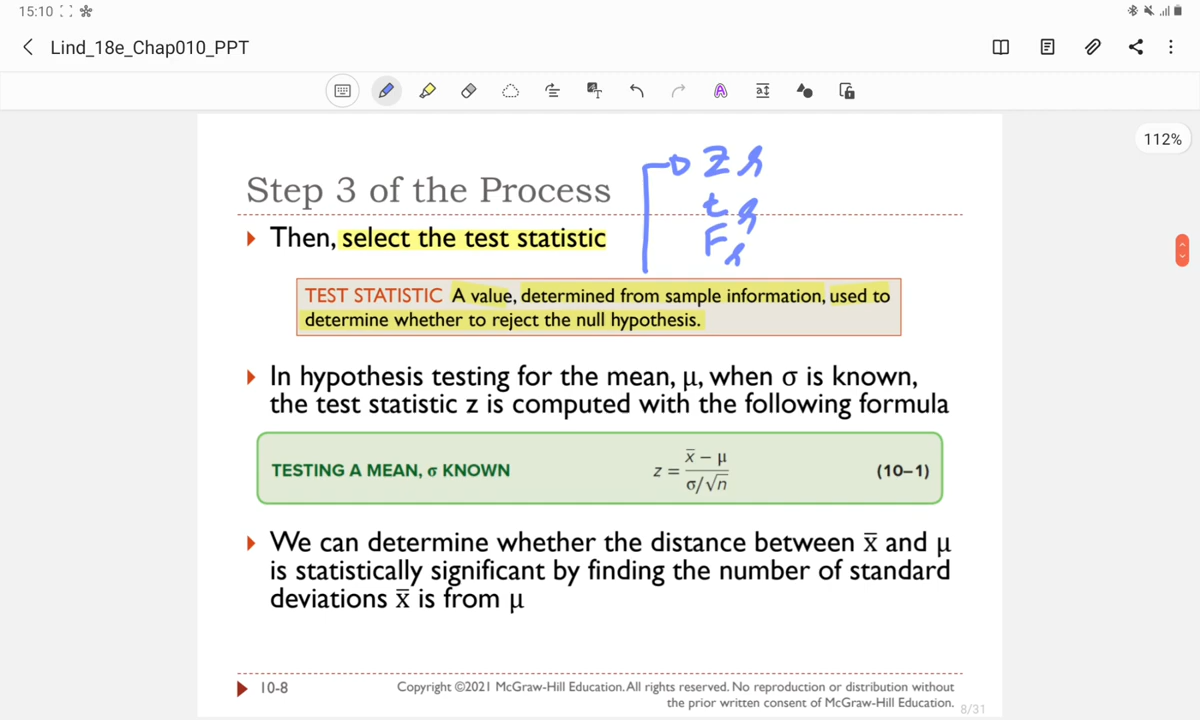 15:10
Lind_18e_Chap010_PPT
112%
Z
t
F
Step 3 of the Process
Then, select the test statistic
TEST STATISTIC A value, determined from sample information, used to
determine whether to reject the null hypothesis.
In hypothesis testing for the mean, μ, when σ is known,
the test statistic z is computed with the following formula
TESTING A MEAN, σ KNOWN z = x̄ − μ / σ/√n (10–1)
We can determine whether the distance between x̄ and μ
is statistically significant by finding the number of standard
deviations x̄ is from μ
10-8
Copyright ©2021 McGraw-Hill Education. All rights reserved. No reproduction or distribution without
the prior written consent of McGraw-Hill Education.
8/31